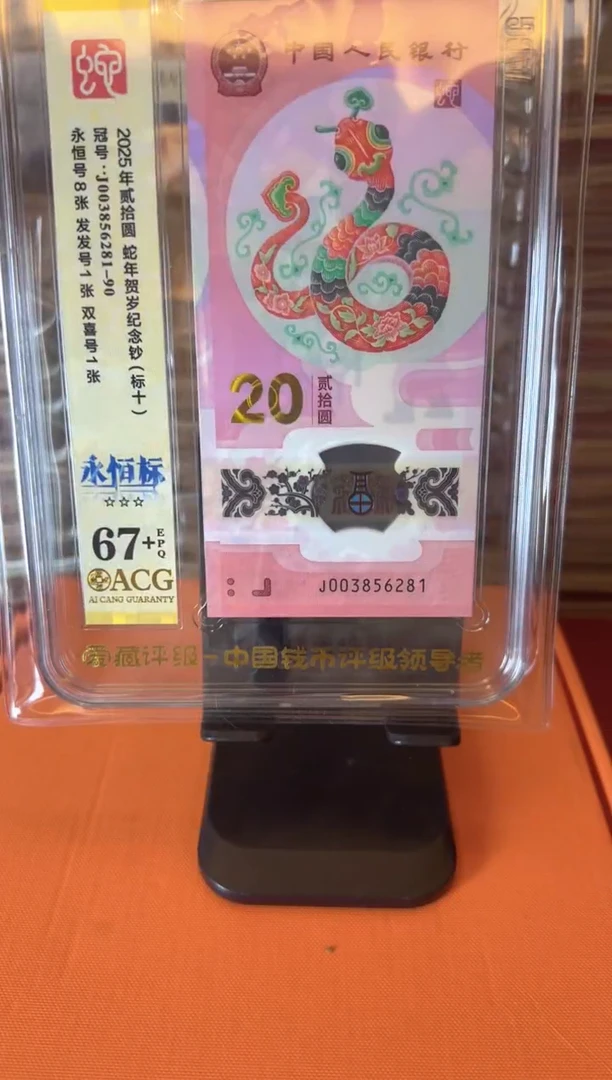 蛇
2025年贰拾圆 蛇年贺岁纪念钞(标十)
冠号:J003856281-90
永恒号8张 发发号1张 双喜号1张
永恒标
☆☆☆
67+EPQ
ACG
AI CANG GUARANTY
中国人民银行
蛇
20
贰拾圆
J003856281
爱藏评级-中国钱币评级领导者